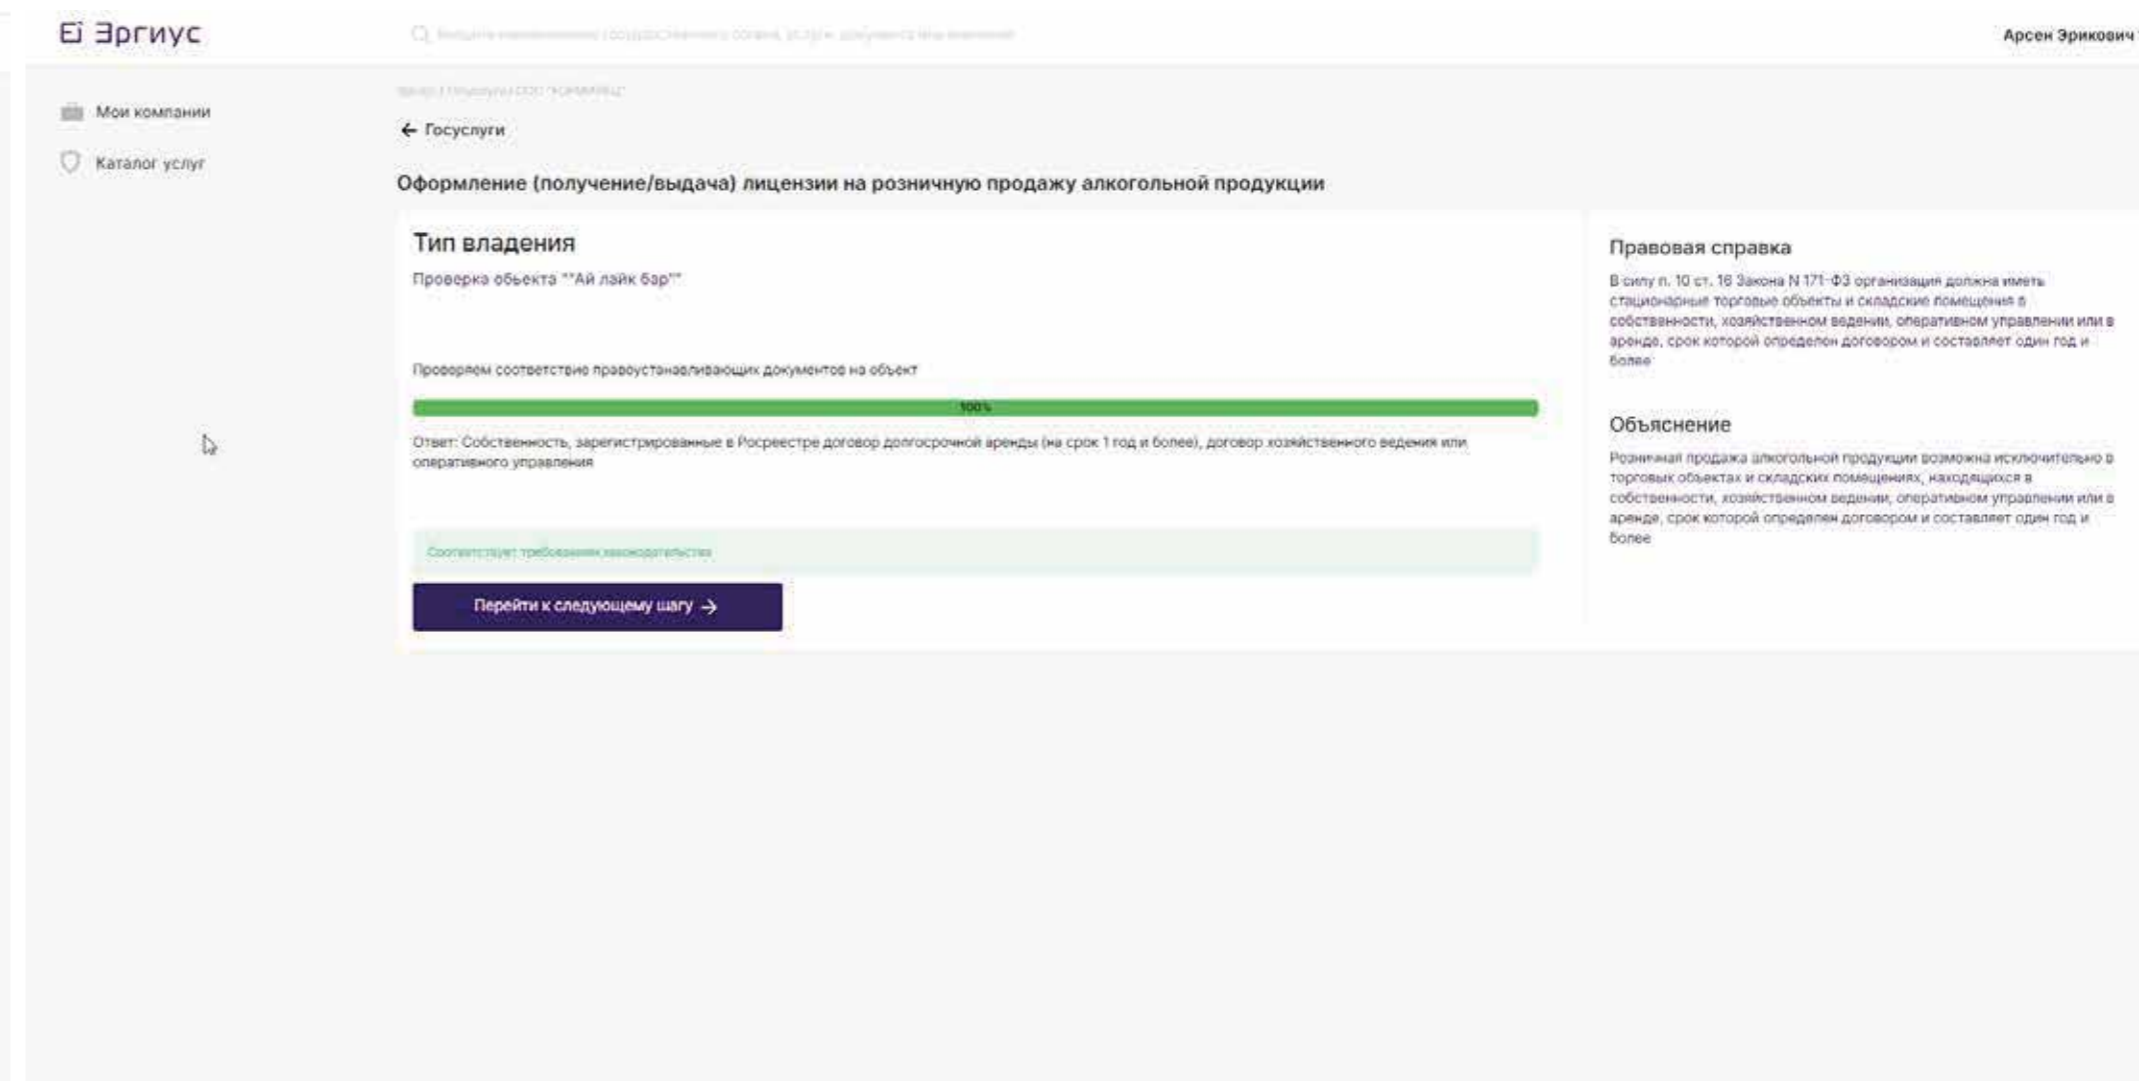 Ei Эргиус
Арсен Эрикович
Мои компании
Каталог услуг
← Госуслуги
Оформление (получение/выдача) лицензии на розничную продажу алкогольной продукции
Тип владения
Проверка объекта ""Ай лайк бар""
Проверяем соответствие правоустанавливающих документов на объект
100%
Ответ: Собственность, зарегистрированные в Росреестре договор долгосрочной аренды (на срок 1 год и более), договор хозяйственного ведения или
оперативного управления
Соответствует требованиям законодательства
Перейти к следующему шагу →
Правовая справка
В силу п. 10 ст. 16 Закона N 171-ФЗ организация должна иметь
стационарные торговые объекты и складские помещения в
собственности, хозяйственном ведении, оперативном управлении или в
аренде, срок которой определен договором и составляет один год и
более
Объяснение
Розничная продажа алкогольной продукции возможна исключительно в
торговых объектах и складских помещениях, находящихся в
собственности, хозяйственном ведении, оперативном управлении или в
аренде, срок которой определен договором и составляет один год и
более